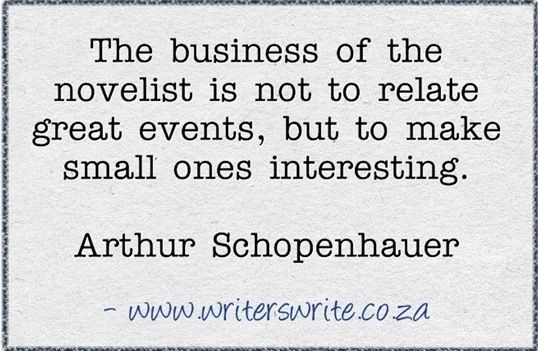 The business of the
novelist is not to relate
great events, but to make
small ones interesting.
Arthur Schopenhauer
- www.writerswrite.co.za